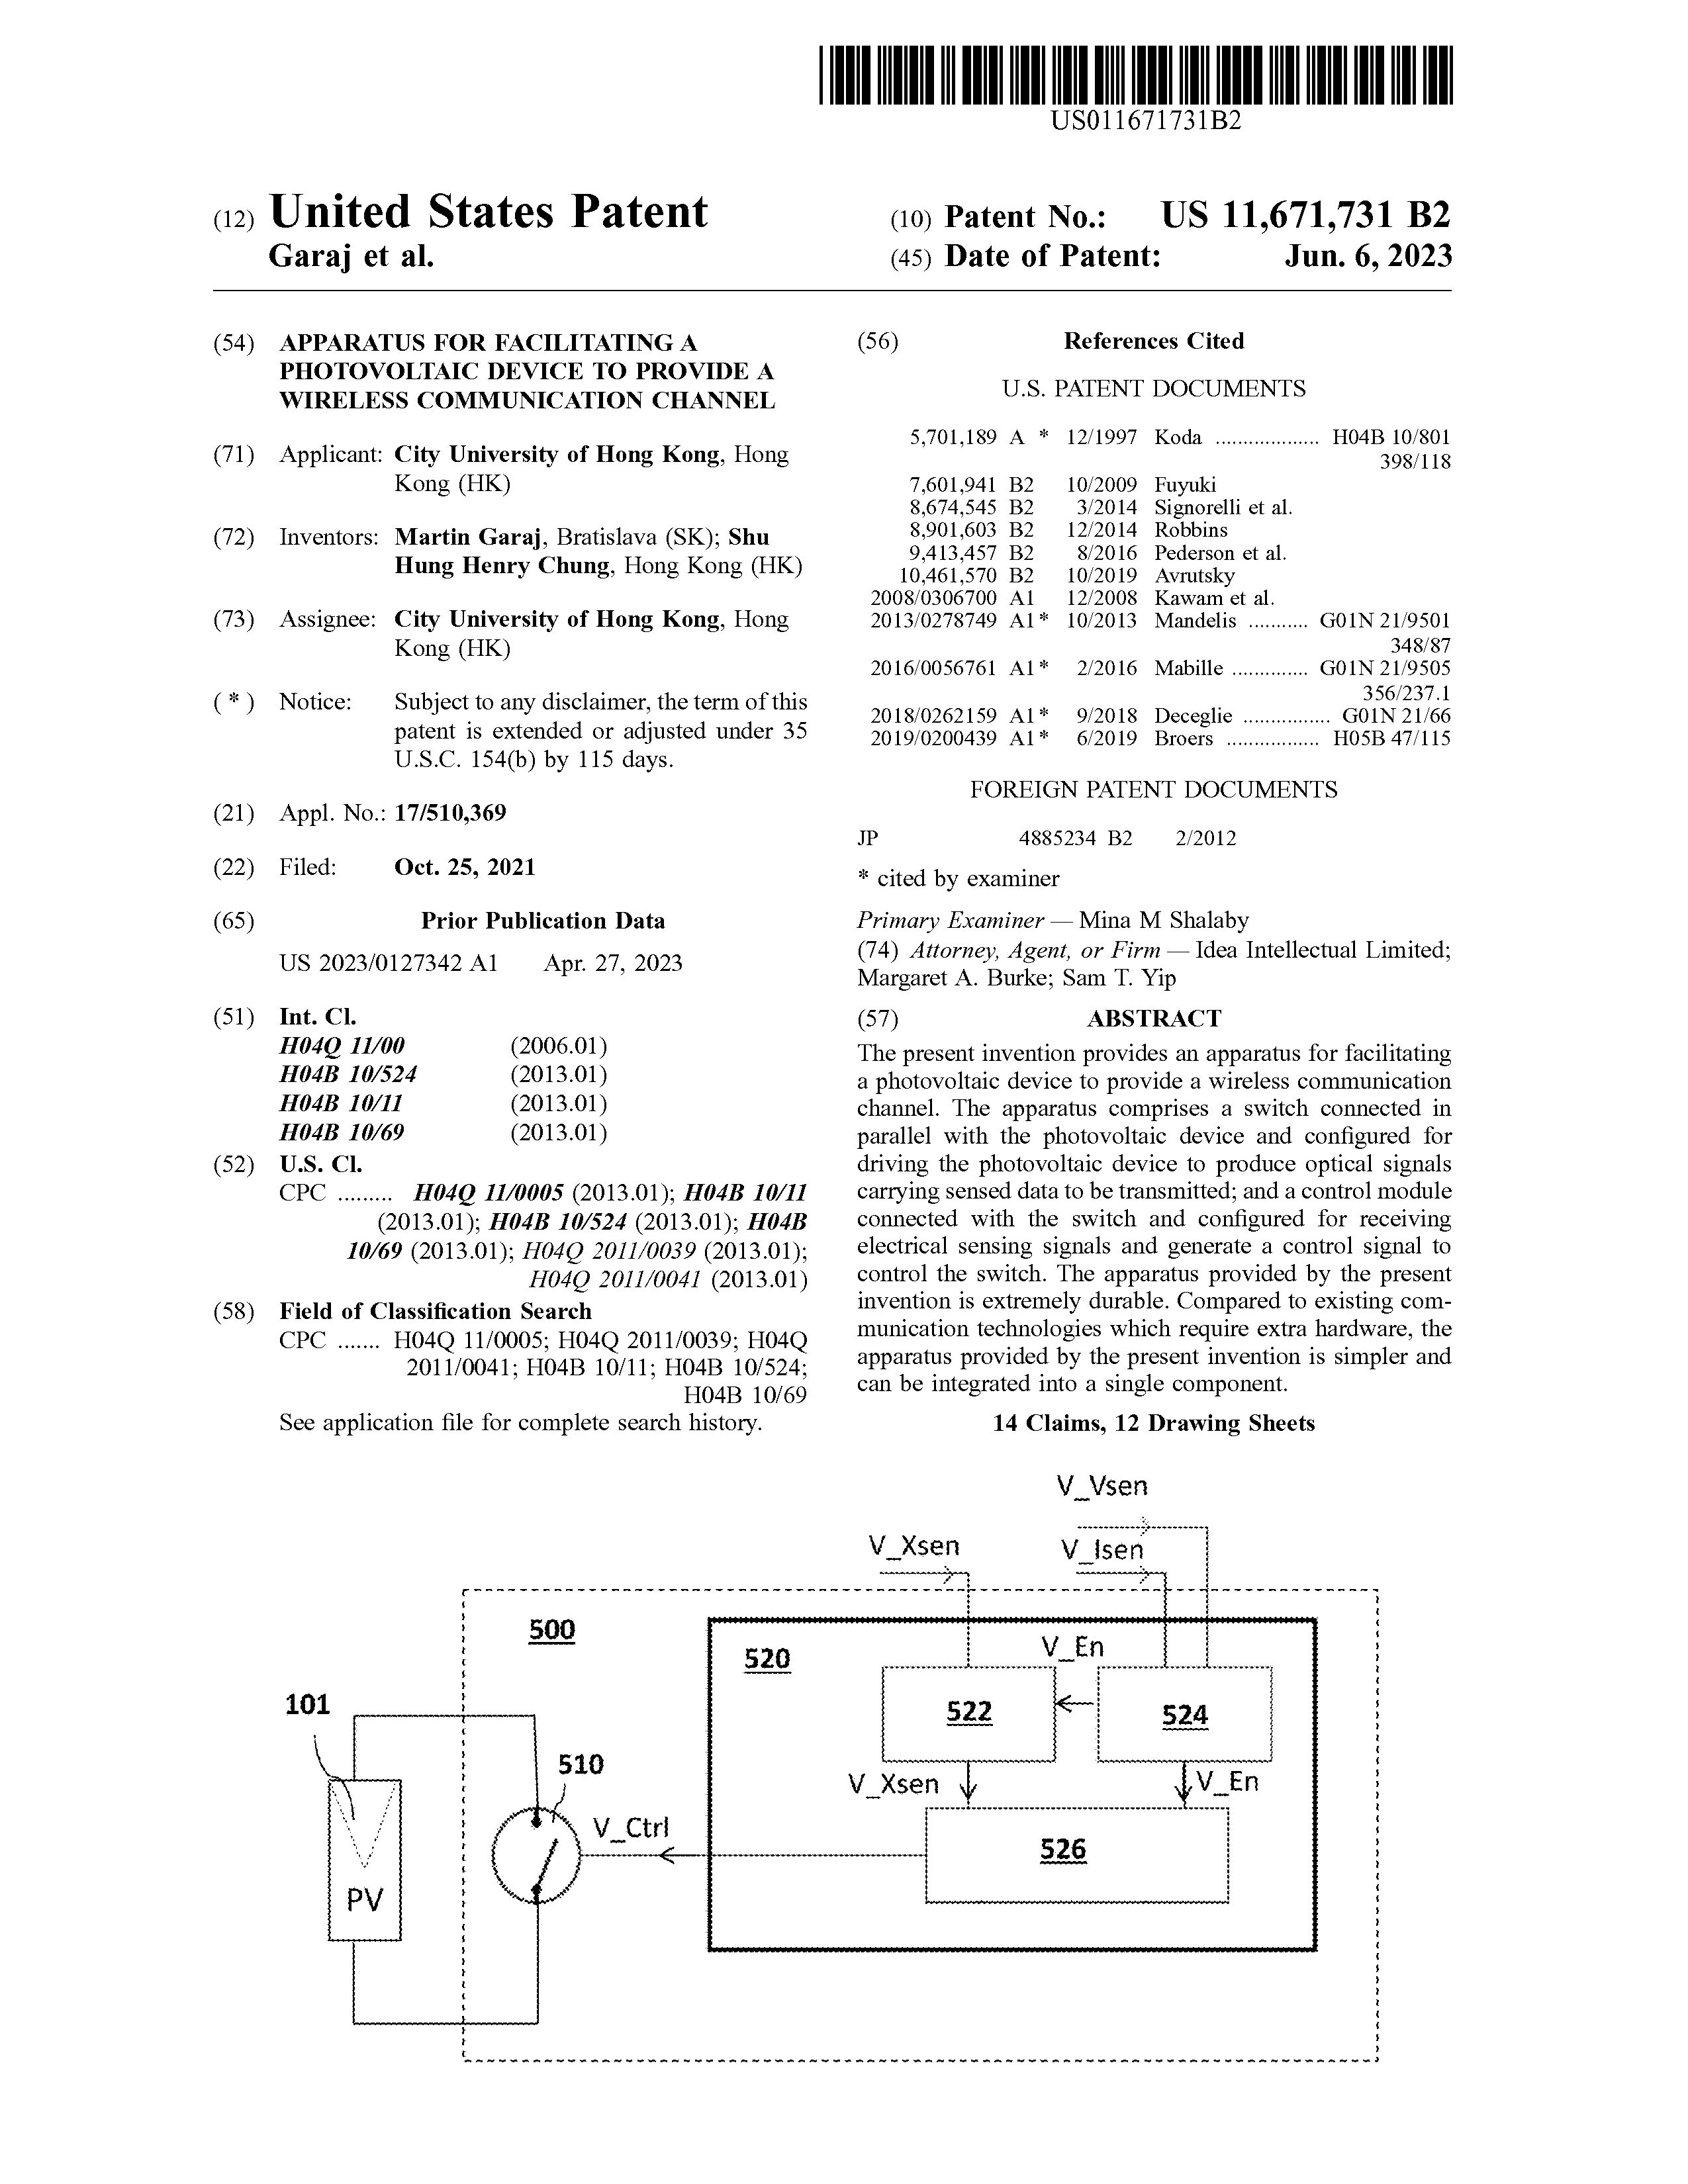 US011671731B2
(12) United States Patent
Garaj et al.
(10) Patent No.: US 11,671,731 B2
(45) Date of Patent: Jun. 6, 2023
(54) APPARATUS FOR FACILITATING A
PHOTOVOLTAIC DEVICE TO PROVIDE A
WIRELESS COMMUNICATION CHANNEL
(71) Applicant: City University of Hong Kong, Hong
Kong (HK)
(72) Inventors: Martin Garaj, Bratislava (SK); Shu
Hung Henry Chung, Hong Kong (HK)
(73) Assignee: City University of Hong Kong, Hong
Kong (HK)
( * ) Notice: Subject to any disclaimer, the term of this
patent is extended or adjusted under 35
U.S.C. 154(b) by 115 days.
(21) Appl. No.: 17/510,369
(22) Filed: Oct. 25, 2021
(65) Prior Publication Data
US 2023/0127342 A1 Apr. 27, 2023
(51) Int. Cl.
H04Q 11/00 (2006.01)
H04B 10/524 (2013.01)
H04B 10/11 (2013.01)
H04B 10/69 (2013.01)
(52) U.S. Cl.
CPC ......... H04Q 11/0005 (2013.01); H04B 10/11
(2013.01); H04B 10/524 (2013.01); H04B
10/69 (2013.01); H04Q 2011/0039 (2013.01);
H04Q 2011/0041 (2013.01)
(58) Field of Classification Search
CPC ....... H04Q 11/0005; H04Q 2011/0039; H04Q
2011/0041; H04B 10/11; H04B 10/524;
H04B 10/69
See application file for complete search history.
(56) References Cited
U.S. PATENT DOCUMENTS
5,701,189 A * 12/1997 Koda ................... H04B 10/801
398/118
7,601,941 B2 10/2009 Fuyuki
8,674,545 B2 3/2014 Signorelli et al.
8,901,603 B2 12/2014 Robbins
9,413,457 B2 8/2016 Pederson et al.
10,461,570 B2 10/2019 Avrutsky
2008/0306700 A1 12/2008 Kawam et al.
2013/0278749 A1* 10/2013 Mandelis ........... G01N 21/9501
348/87
2016/0056761 A1* 2/2016 Mabille .............. G01N 21/9505
356/237.1
2018/0262159 A1* 9/2018 Deceglie ................ G01N 21/66
2019/0200439 A1* 6/2019 Broers ................. H05B 47/115
FOREIGN PATENT DOCUMENTS
JP 4885234 B2 2/2012
* cited by examiner
Primary Examiner — Mina M Shalaby
(74) Attorney, Agent, or Firm — Idea Intellectual Limited;
Margaret A. Burke; Sam T. Yip
(57) ABSTRACT
The present invention provides an apparatus for facilitating
a photovoltaic device to provide a wireless communication
channel. The apparatus comprises a switch connected in
parallel with the photovoltaic device and configured for
driving the photovoltaic device to produce optical signals
carrying sensed data to be transmitted; and a control module
connected with the switch and configured for receiving
electrical sensing signals and generate a control signal to
control the switch. The apparatus provided by the present
invention is extremely durable. Compared to existing com-
munication technologies which require extra hardware, the
apparatus provided by the present invention is simpler and
can be integrated into a single component.
14 Claims, 12 Drawing Sheets
V_Vsen
V_Xsen
V_Isen
500
520
V_En
101
522
524
510
V_Xsen
V_En
V_Ctrl
526
PV